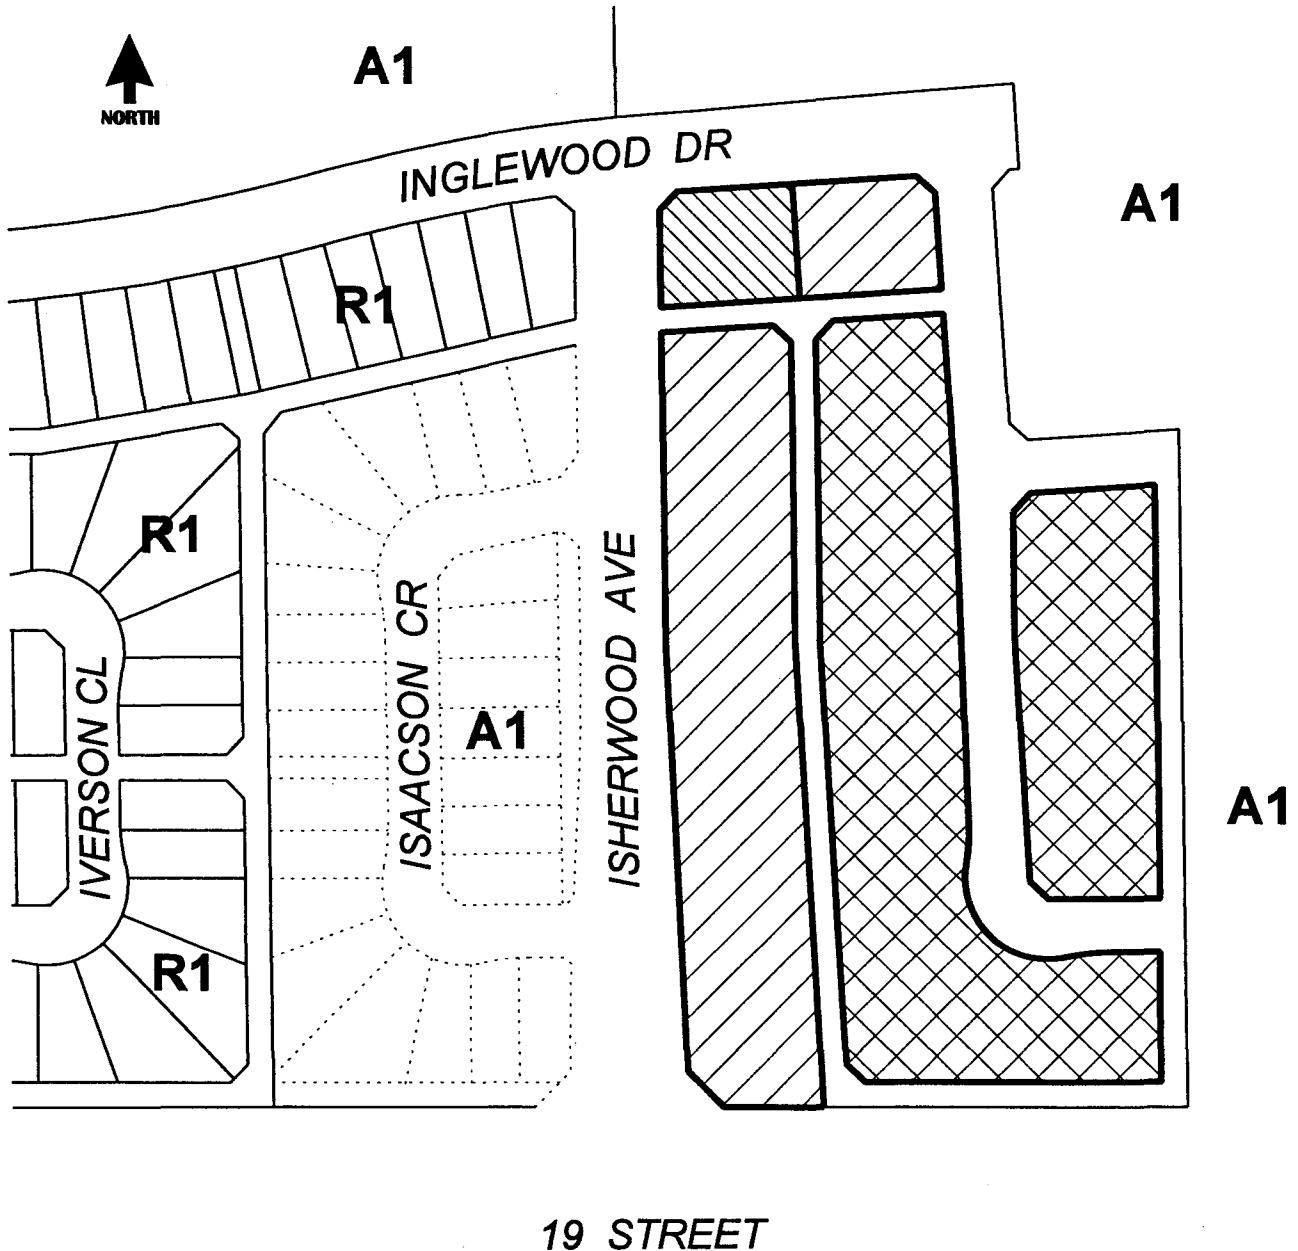 A1
NORTH
INGLEWOOD DR
A1
R1
R1
ISHERWOOD AVE
ISAACSON CR
IVERSON CL
A1
A1
R1
19 STREET